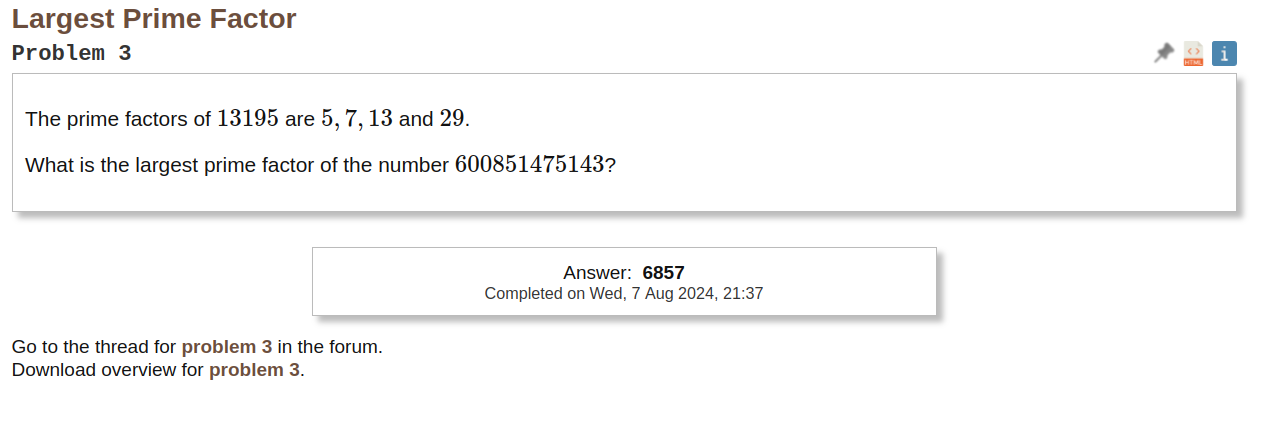 Largest Prime Factor
Problem 3
HTML
i
The prime factors of 13195 are 5, 7, 13 and 29.
What is the largest prime factor of the number 600851475143?
Answer: 6857
Completed on Wed, 7 Aug 2024, 21:37
Go to the thread for problem 3 in the forum.
Download overview for problem 3.